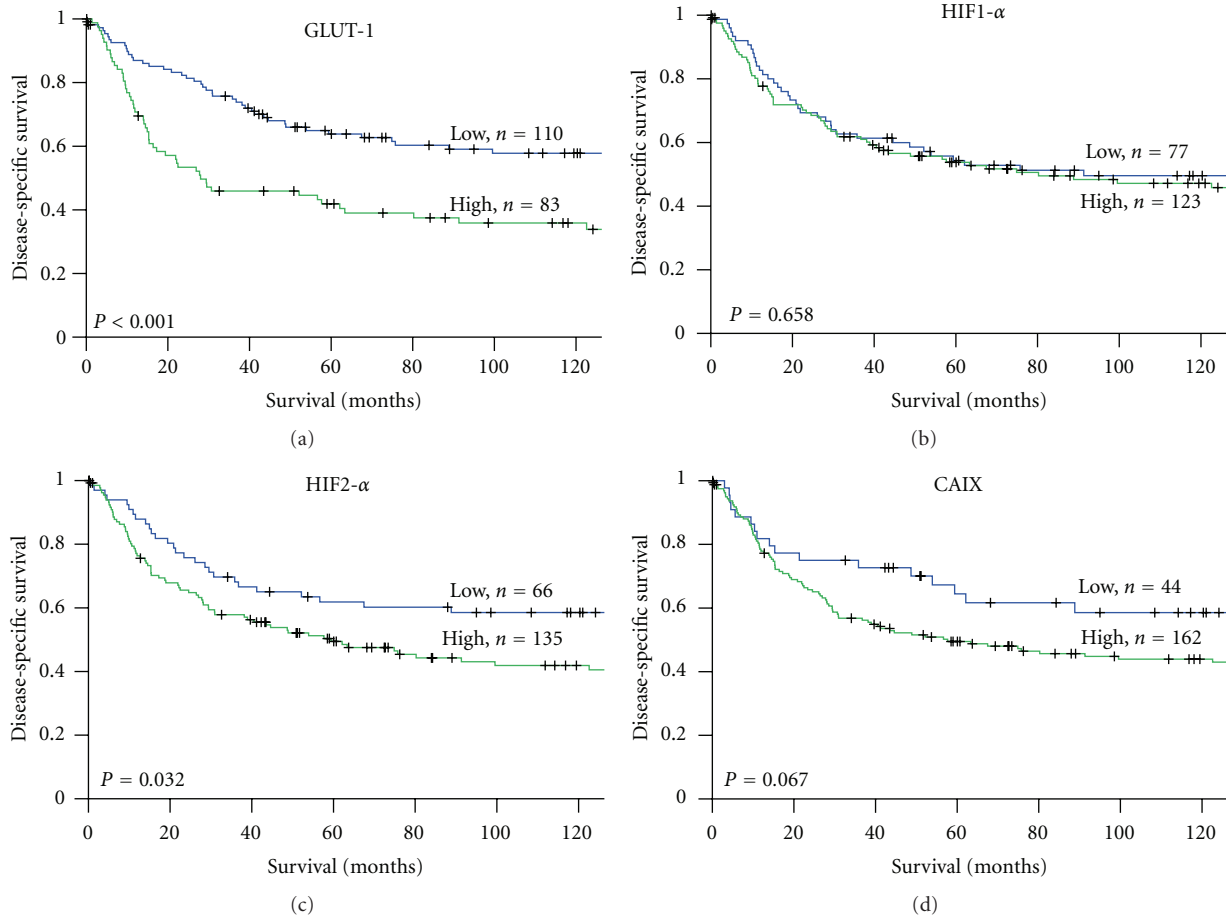 GLUT-1
Disease-specific survival
1
0.8
0.6
0.4
0.2
0
Low, n = 110
High, n = 83
P < 0.001
0 20 40 60 80 100 120
Survival (months)
(a)
HIF1-α
Disease-specific survival
1
0.8
0.6
0.4
0.2
0
Low, n = 77
High, n = 123
P = 0.658
0 20 40 60 80 100 120
Survival (months)
(b)
HIF2-α
Disease-specific survival
1
0.8
0.6
0.4
0.2
0
Low, n = 66
High, n = 135
P = 0.032
0 20 40 60 80 100 120
Survival (months)
(c)
CAIX
Disease-specific survival
1
0.8
0.6
0.4
0.2
0
Low, n = 44
High, n = 162
P = 0.067
0 20 40 60 80 100 120
Survival (months)
(d)